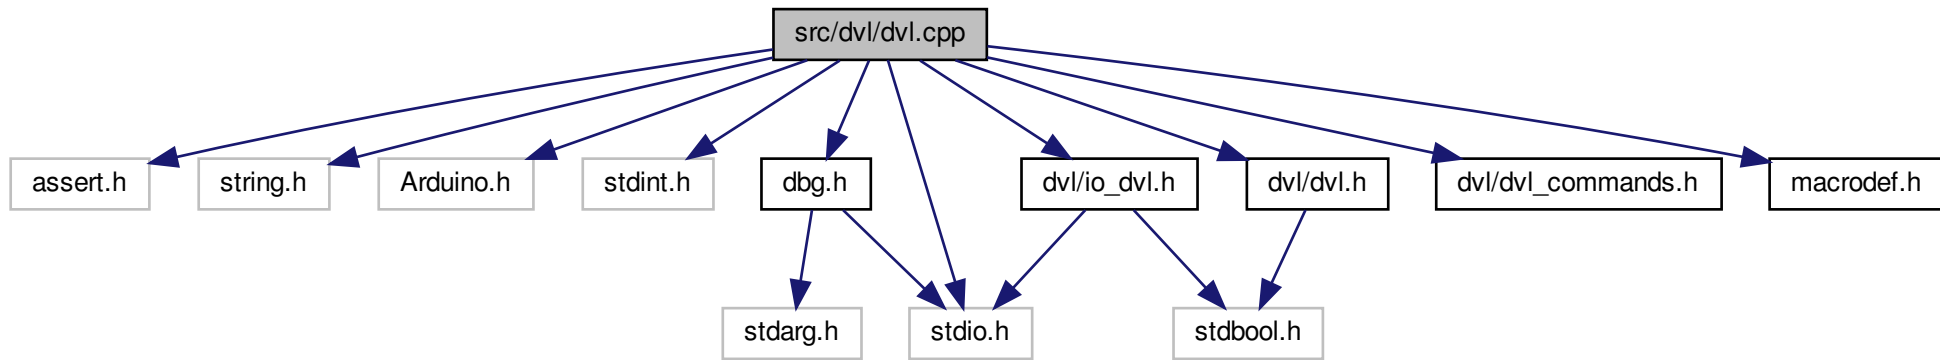 src/dvl/dvl.cpp
assert.h
string.h
Arduino.h
stdint.h
dbg.h
dvl/io_dvl.h
dvl/dvl.h
dvl/dvl_commands.h
macrodef.h
stdarg.h
stdio.h
stdbool.h